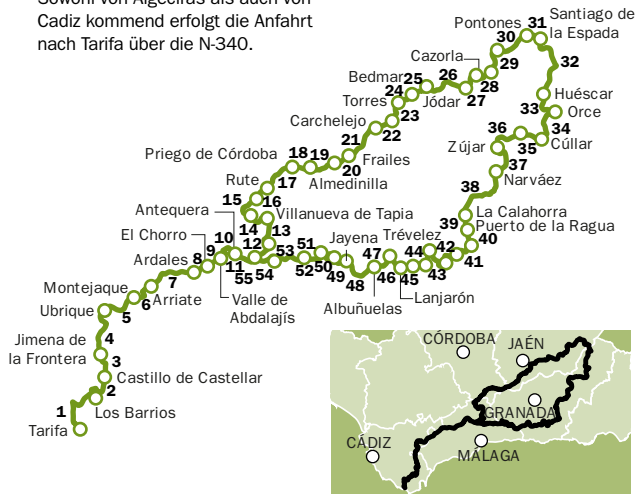 Sowohl von Algeciras als auch von
Cadiz kommend erfolgt die Anfahrt
nach Tarifa über die N-340.
Pontones
30
31
Santiago de
la Espada
Cazorla
29
32
Bedmar
25
26
28
24
Jódar
27
Huéscar
Torres
23
33
Orce
Carchelejo
22
36
34
21
35
Cúllar
18
19
Frailes
Zújar
Priego de Córdoba
20
37
Almedinilla
Narváez
17
Rute
38
15
16
Antequera
Villanueva de Tapia
La Calahorra
14
39
Puerto de la Ragua
El Chorro
13
Trévelez
10
Jayena
47
42
40
9
12
53
51
44
Ardales
8
11
52
50
49
46
45
43
41
7
55
54
48
Montejaque
6
Arriate
Valle de
Abdalajís
Albuñuelas
Lanjarón
Ubrique
5
Jimena de
la Frontera
4
3
Castillo de Castellar
2
1
Los Barrios
Tarifa
CÓRDOBA
JAÉN
GRANADA
CÁDIZ
MÁLAGA